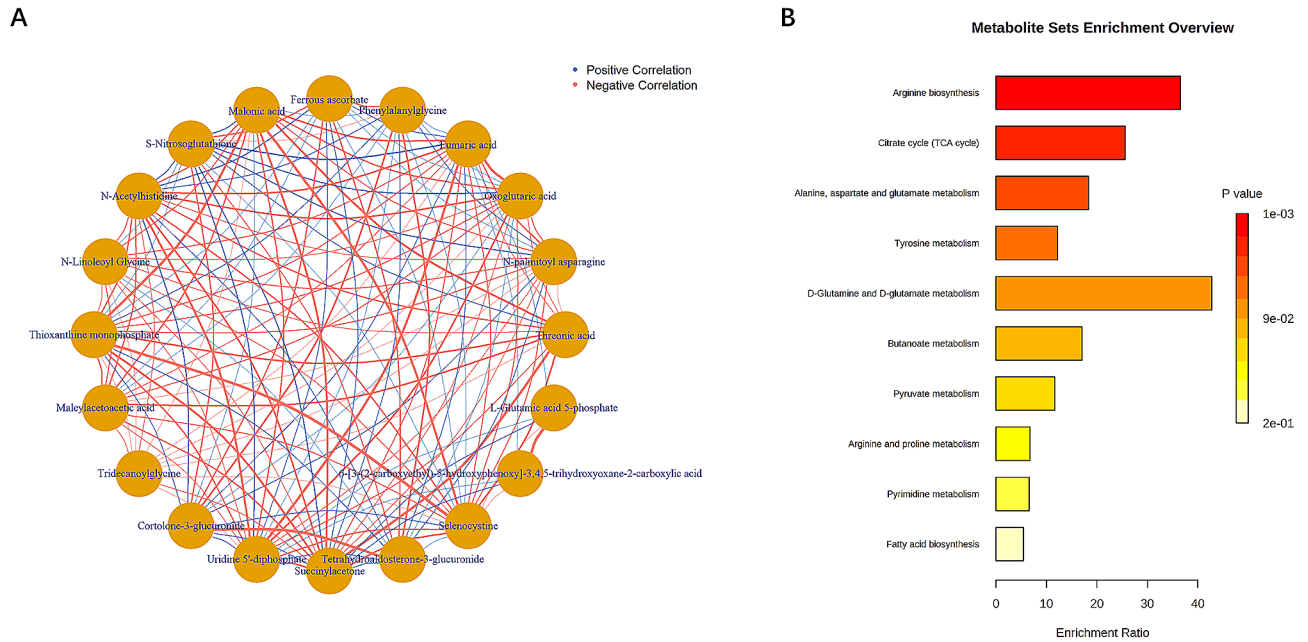 A
B
Metabolite Sets Enrichment Overview
Positive Correlation
Negative Correlation
Ferrous ascorbate
Malonic acid
Phenylalanylglycine
S-Nitrosoglutathione
Fumaric acid
N-Acetylhistidine
Oxoglutaric acid
N-Linoleoyl Glycine
N-palmitoyl asparagine
Thioxanthine monophosphate
Threonic acid
Maleylacetoacetic acid
L-Glutamic acid 5-phosphate
Tridecanoylglycine
6-[3-(2-carboxyethyl)-5-hydroxyphenoxy]-3,4,5-trihydroxyoxane-2-carboxylic acid
Cortolone-3-glucuronide
Selenocystine
Uridine 5'-diphosphate
Tetrahydroaldosterone-3-glucuronide
Succinylacetone
Arginine biosynthesis
Citrate cycle (TCA cycle)
Alanine, aspartate and glutamate metabolism
Tyrosine metabolism
D-Glutamine and D-glutamate metabolism
Butanoate metabolism
Pyruvate metabolism
Arginine and proline metabolism
Pyrimidine metabolism
Fatty acid biosynthesis
0 10 20 30 40
Enrichment Ratio
P value
1e-03
9e-02
2e-01